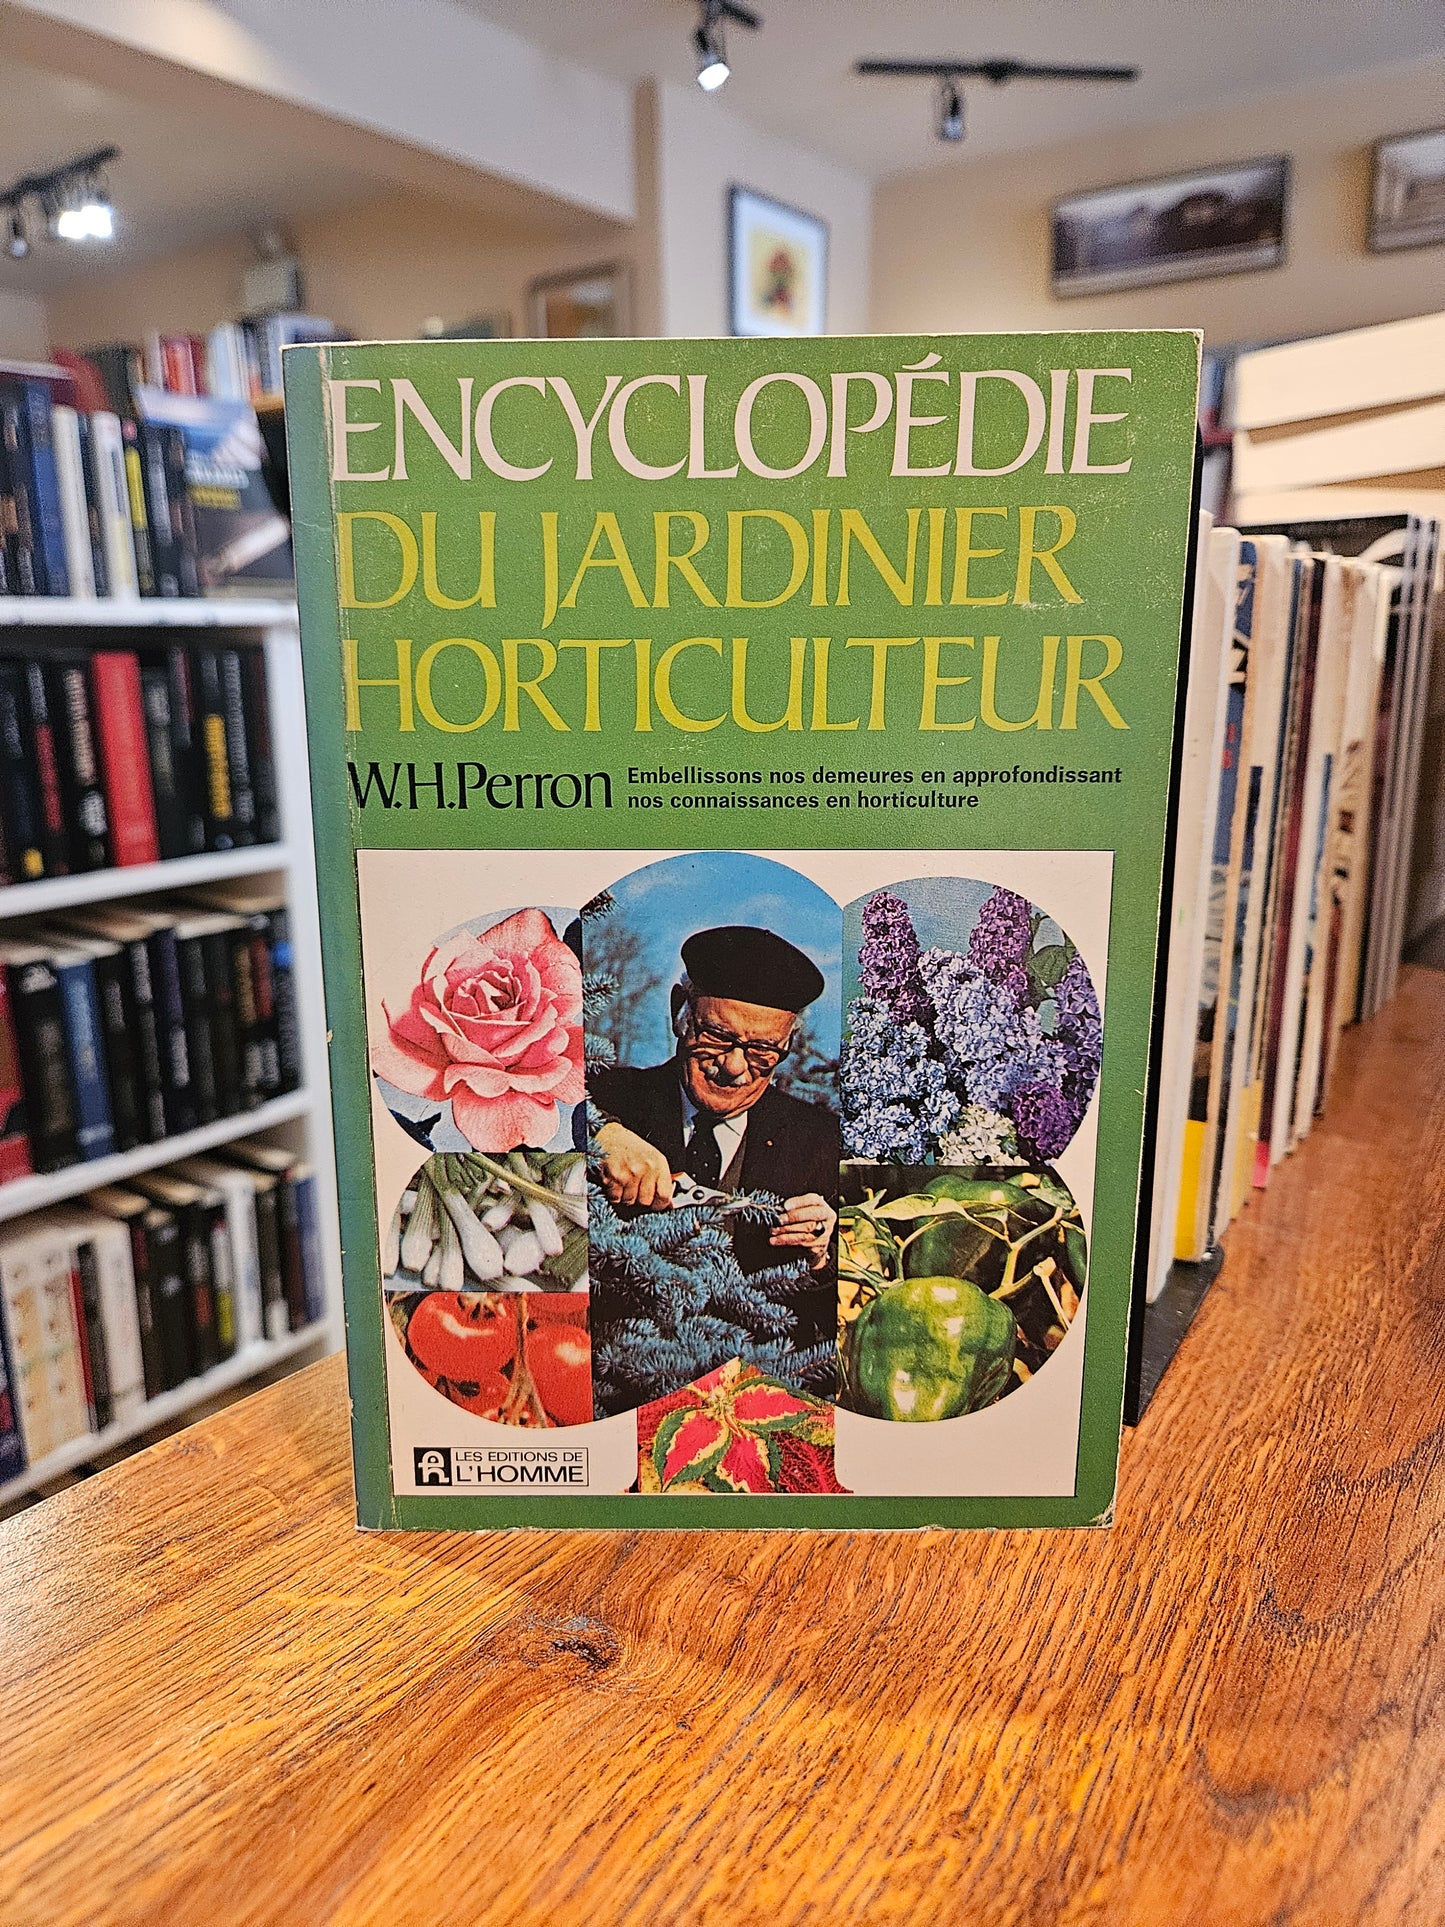 ENCYCLOPÉDIE
DU JARDINIER
HORTICULTEUR
W.H.Perron
Embellissons nos demeures en approfondissant
nos connaissances en horticulture
LES EDITIONS DE
L'HOMME